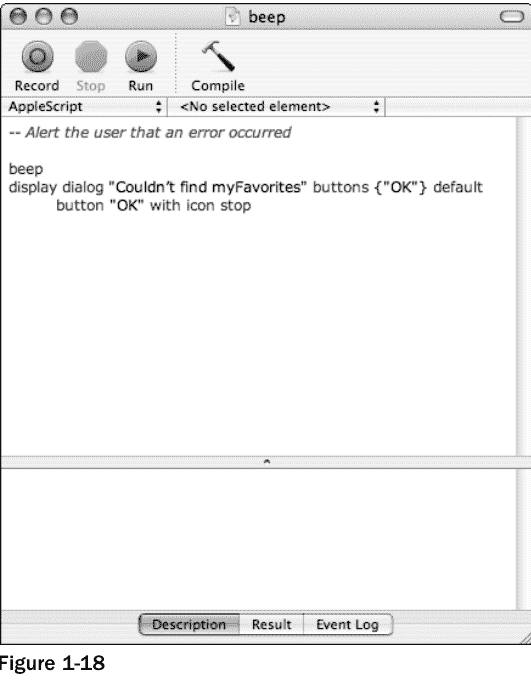 beep
Record Stop Run Compile
AppleScript <No selected element>
-- Alert the user that an error occurred
beep
display dialog "Couldn't find myFavorites" buttons {"OK"} default
button "OK" with icon stop
Description Result Event Log
Figure 1-18